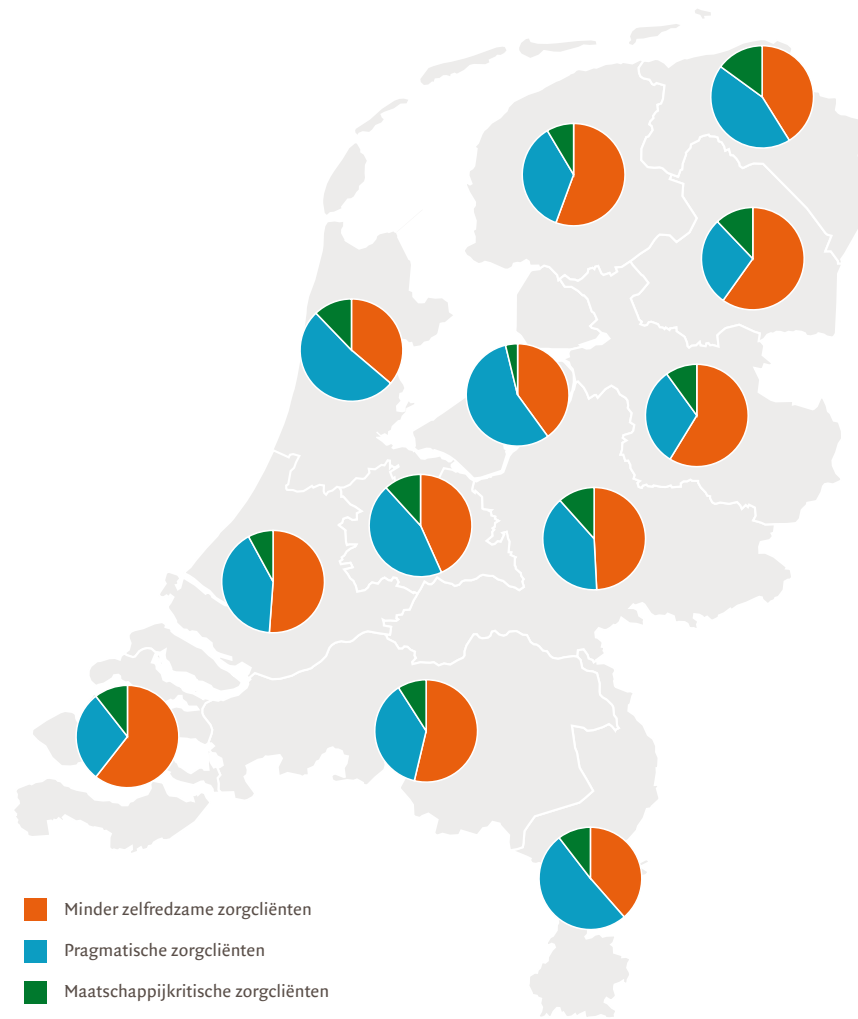 Minder zelfredzame zorgcliënten
Pragmatische zorgcliënten
Maatschappijkritische zorgcliënten